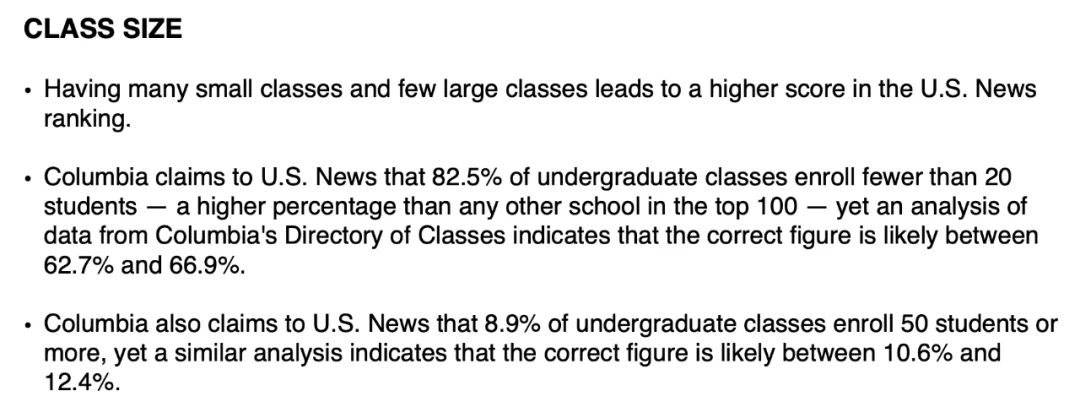 CLASS SIZE
• Having many small classes and few large classes leads to a higher score in the U.S. News
ranking.
• Columbia claims to U.S. News that 82.5% of undergraduate classes enroll fewer than 20
students — a higher percentage than any other school in the top 100 — yet an analysis of
data from Columbia's Directory of Classes indicates that the correct figure is likely between
62.7% and 66.9%.
• Columbia also claims to U.S. News that 8.9% of undergraduate classes enroll 50 students or
more, yet a similar analysis indicates that the correct figure is likely between 10.6% and
12.4%.